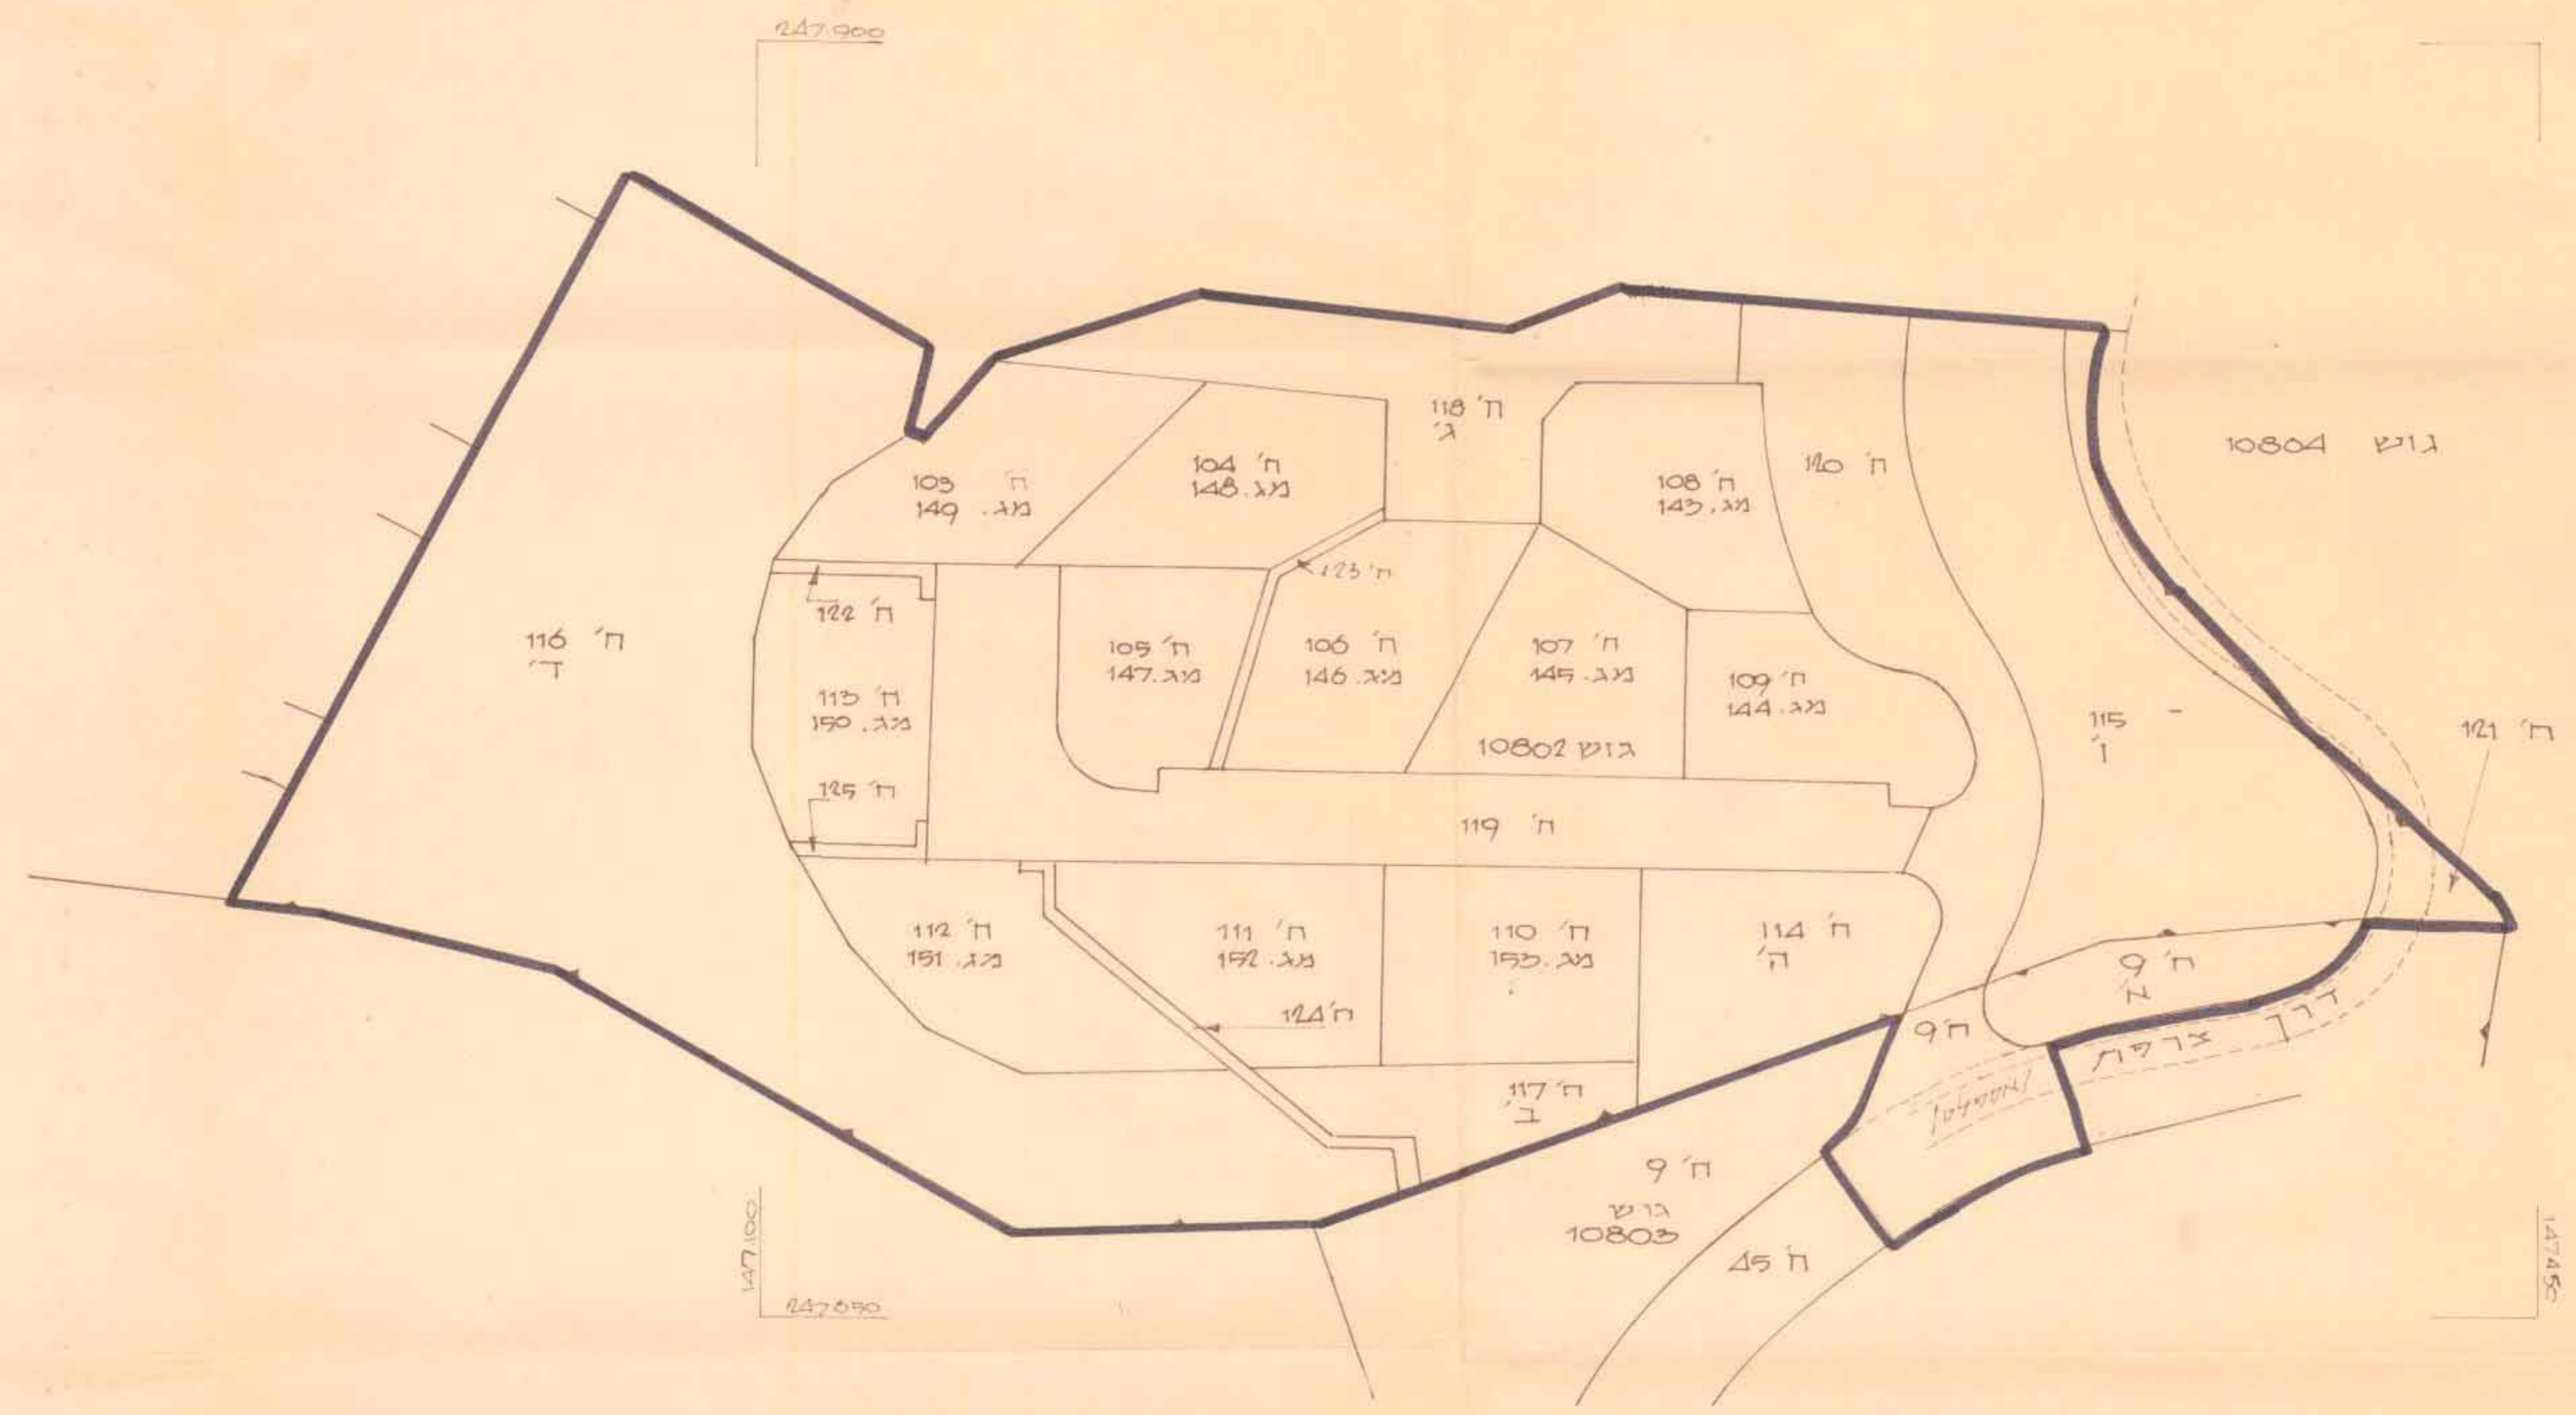 247.900
ח' 118
ג'
גוש 10804
ח' 104
מג. 148
ח' 103
מג. 149
ח' 108
מג. 143
ח' 120
ח' 123
ח' 122
ח' 116
ד'
ח' 105
מג. 147
ח' 106
מג. 146
ח' 107
מג. 145
ח' 109
מג. 144
ח' 113
מג. 150
115
ו'
ח' 121
גוש 10802
ח' 125
ח' 119
ח' 112
מג. 151
ח' 111
מג. 152
ח' 110
מג. 153
ח' 114
ה'
ח' 9
א'
ח' 124
ח' 9
דרך צרפת
ח' 117
ב'
ח' 9
גוש
10803
ח' 45
147.100
247.850
147450